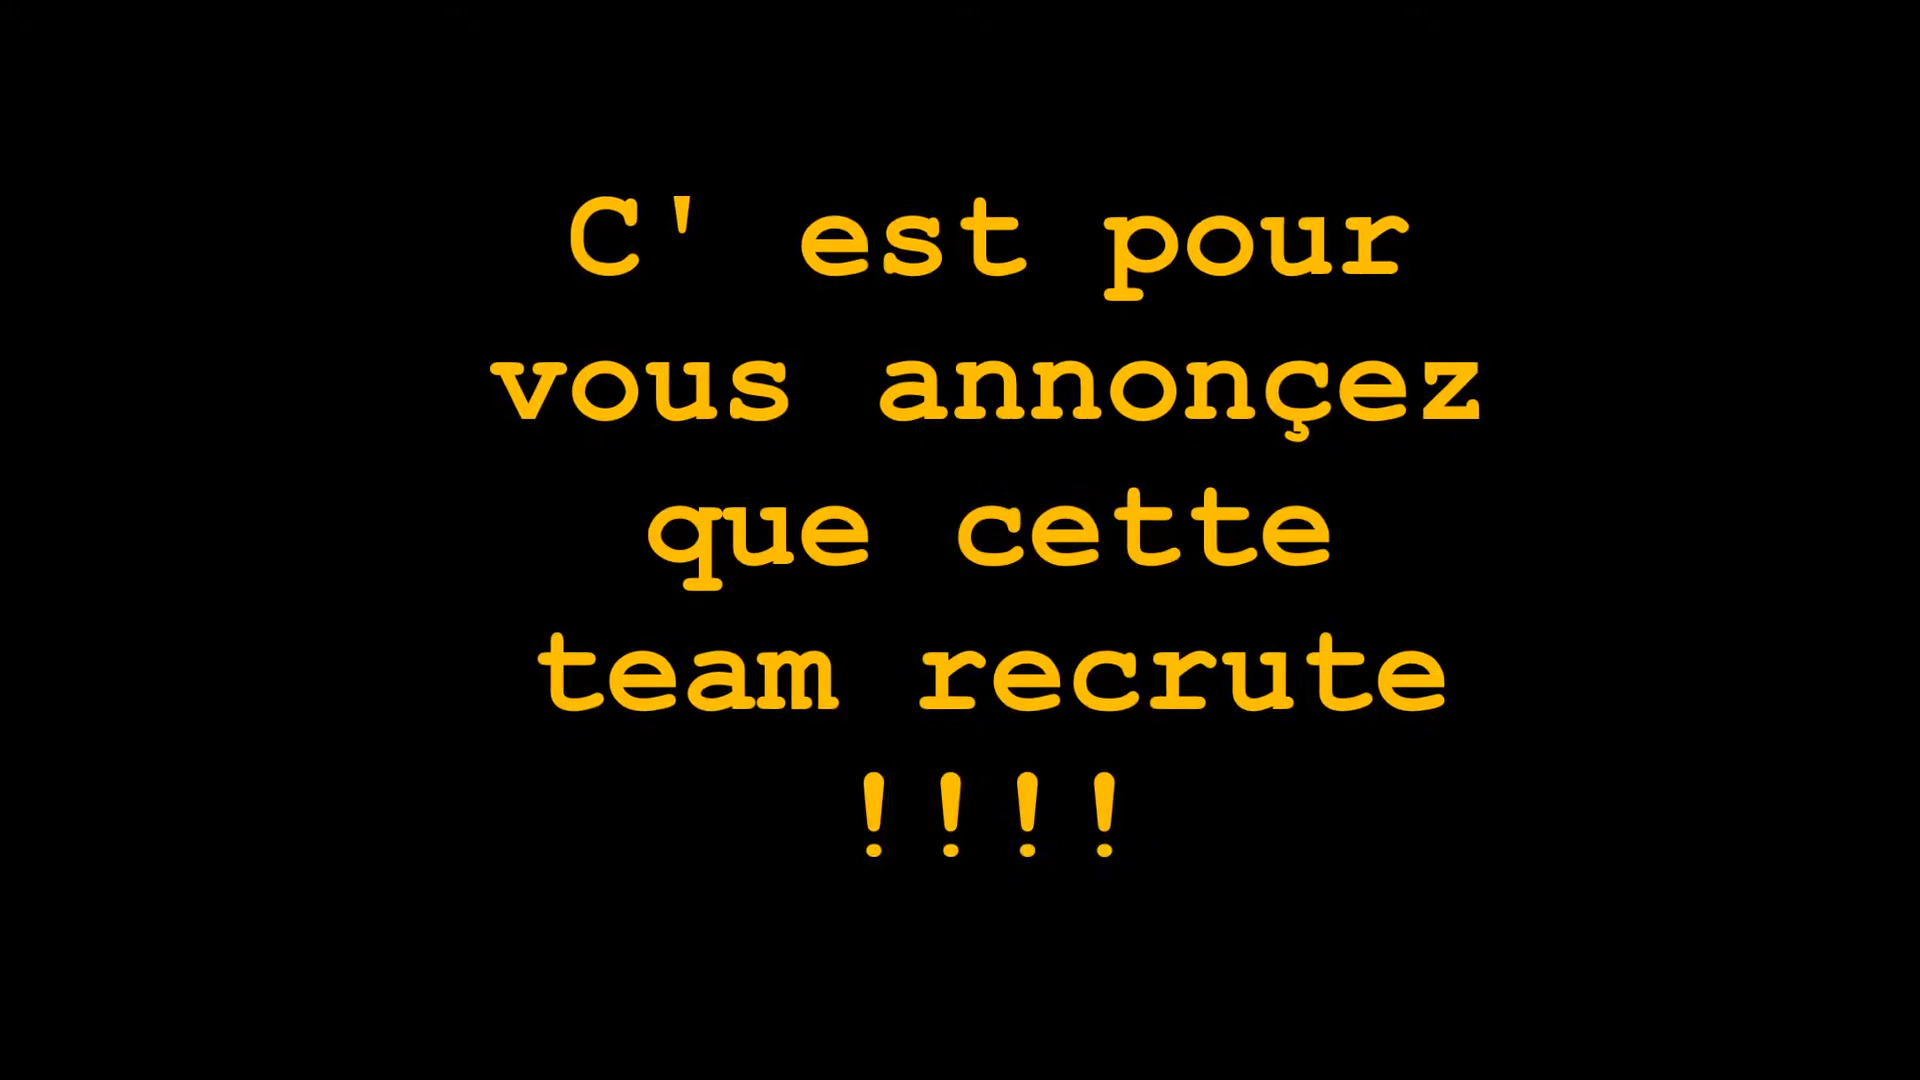 C' est pour
vous annonçez
que cette
team recrute
!!!!